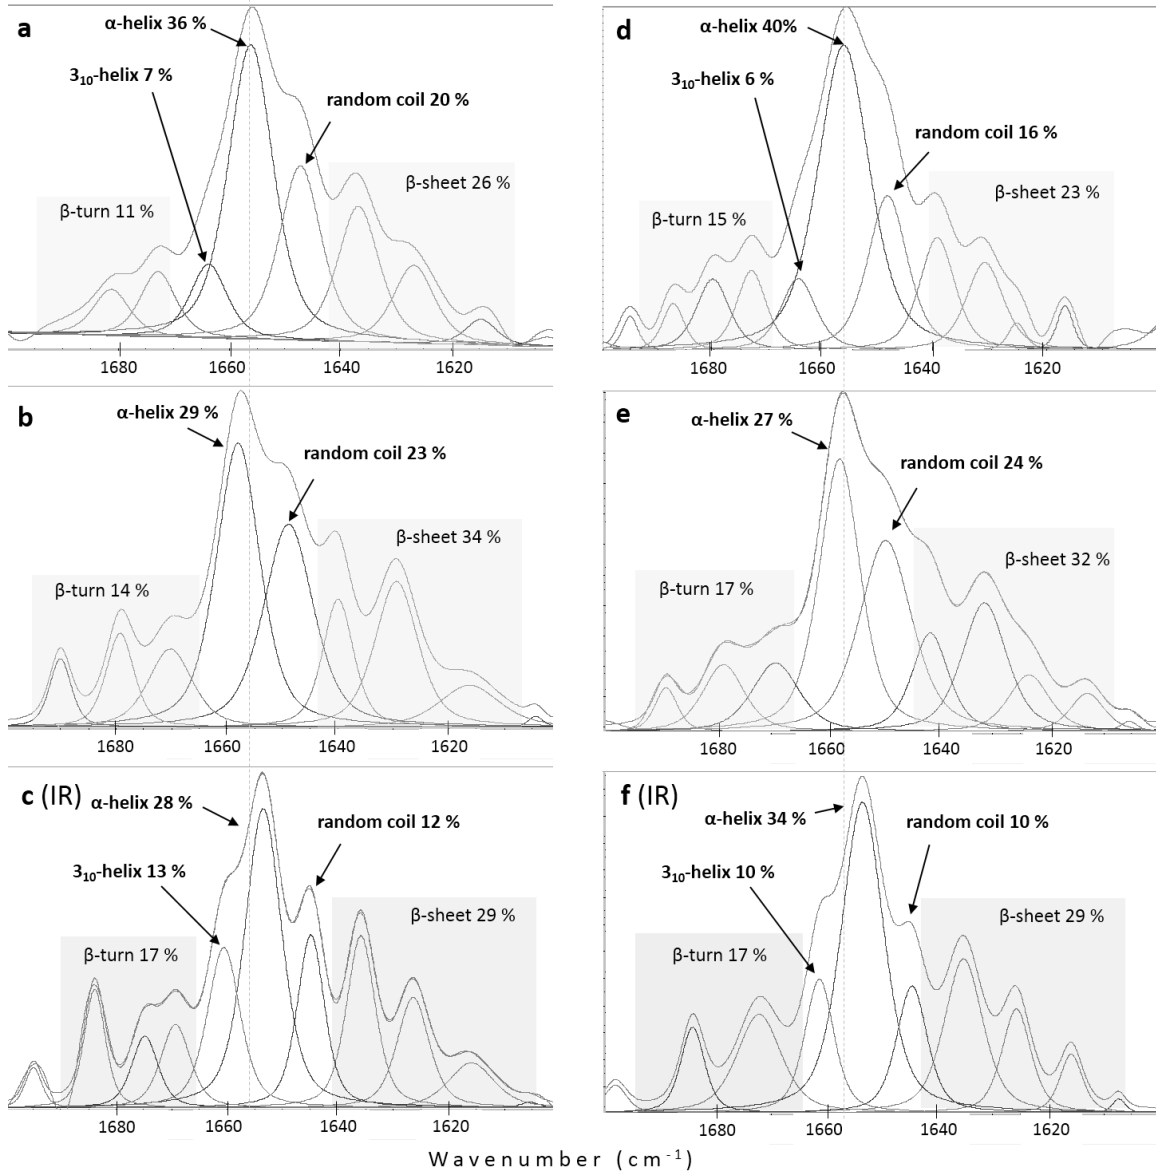 a
α-helix 36 %
3₁₀-helix 7 %
random coil 20 %
β-sheet 26 %
β-turn 11 %
1680 1660 1640 1620
d
α-helix 40%
3₁₀-helix 6 %
random coil 16 %
β-sheet 23 %
β-turn 15 %
1680 1660 1640 1620
b
α-helix 29 %
random coil 23 %
β-sheet 34 %
β-turn 14 %
1680 1660 1640 1620
e
α-helix 27 %
random coil 24 %
β-sheet 32 %
β-turn 17 %
1680 1660 1640 1620
c (IR)
α-helix 28 %
random coil 12 %
3₁₀-helix 13 %
β-sheet 29 %
β-turn 17 %
1680 1660 1640 1620
f (IR)
α-helix 34 %
random coil 10 %
3₁₀-helix 10 %
β-sheet 29 %
β-turn 17 %
1680 1660 1640 1620
Wavenumber (cm⁻¹)